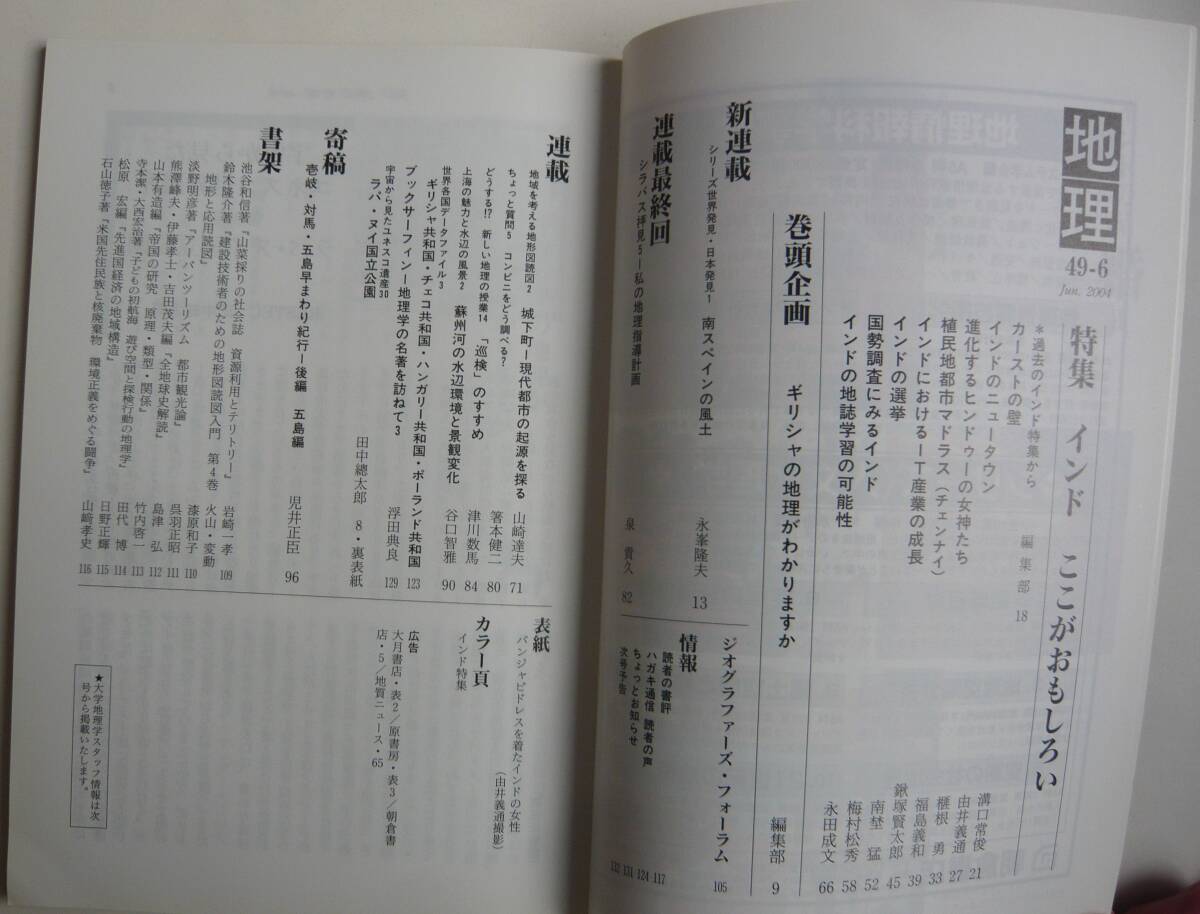 地理
49-6
Jun. 2004
特集 インド ここがおもしろい
＊過去のインド特集から 編集部 18
カーストの壁 溝口常俊 21
インドのニュータウン 由井義通 27
進化するヒンドゥーの女神たち 榧根 勇 33
植民地都市マドラス（チェンナイ） 福島義和 39
インドにおけるIT産業の成長 鍬塚賢太郎 45
インドの選挙 南埜 猛 52
国勢調査にみるインド 梅村松秀 58
インドの地誌学習の可能性 永田成文 66
巻頭企画 ギリシャの地理がわかりますか 編集部 9
新連載
シリーズ世界発見・日本発見1 南スペインの風土 永峯隆夫 13
連載最終回
シラバス拝見5―私の地理指導計画 泉 貴久 82
ジオグラファーズ・フォーラム 105
情報
読者の書評 117
ハガキ通信 読者の声 124
ちょっとお知らせ 131
次号予告 132
連載
地域を考える地形図読図2 城下町―現代都市の起源を探る 山崎達夫 71
ちょっと質問5 コンビニをどう調べる? 箸本健二 80
どうする!? 新しい地理の授業14 「巡検」のすすめ 津川数馬 84
上海の魅力と水辺の風景2 蘇州河の水辺環境と景観変化 谷口智雅 90
世界各国データファイル3
ギリシャ共和国・チェコ共和国・ハンガリー共和国・ポーランド共和国 123
ブックサーフィン―地理学の名著を訪ねて3 浮田典良 129
宇宙から見たユネスコ遺産30
ラパ・ヌイ国立公園 田中總太郎 8・裏表紙
寄稿
壱岐・対馬・五島早まわり紀行―後編 五島編 児井正臣 96
書架
池谷和信著『山菜採りの社会誌 資源利用とテリトリー』 岩崎一孝 109
鈴木隆介著『建設技術者のための地形図読図入門 第4巻 火山・変動
地形と応用読図』 漆原和子 110
淡野明彦著『アーバンツーリズム 都市観光論』 呉羽正昭 111
熊澤峰夫・伊藤孝士・吉田茂夫編『全地球史解読』 島津 弘 112
山本有造編『帝国の研究 原理・類型・関係』 竹内啓一 113
寺本潔・大西宏治著『子どもの初航海 遊び空間と探検行動の地理学』 田代 博 114
松原 宏編『先進国経済の地域構造』 日野正輝 115
石山徳子著『米国先住民族と核廃棄物 環境正義をめぐる闘争』 山﨑孝史 116
表紙
パンジャビドレスを着たインドの女性
（由井義通撮影）
カラー頁
インド特集
広告
大月書店・表2／原書房・表3／朝倉書
店・5／地質ニュース・65
★大学地理学スタッフ情報は次
号から掲載いたします。